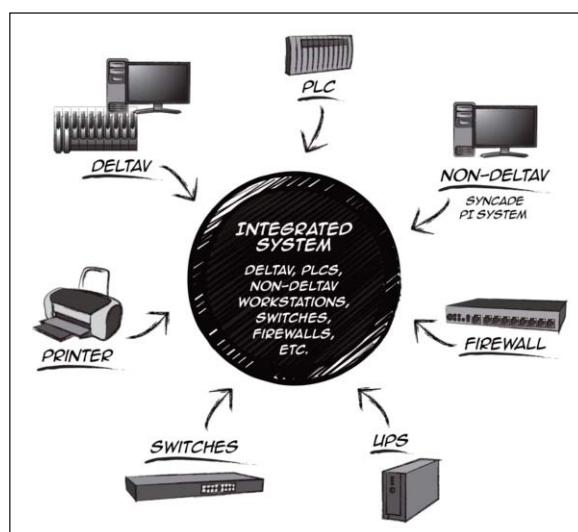 PLC
DELTAV
NON-DELTAV
SYNCADE
PI SYSTEM
INTEGRATED
SYSTEM
DELTAV, PLCS,
NON-DELTAV
WORKSTATIONS,
SWITCHES,
FIREWALLS,
ETC.
PRINTER
FIREWALL
SWITCHES
UPS